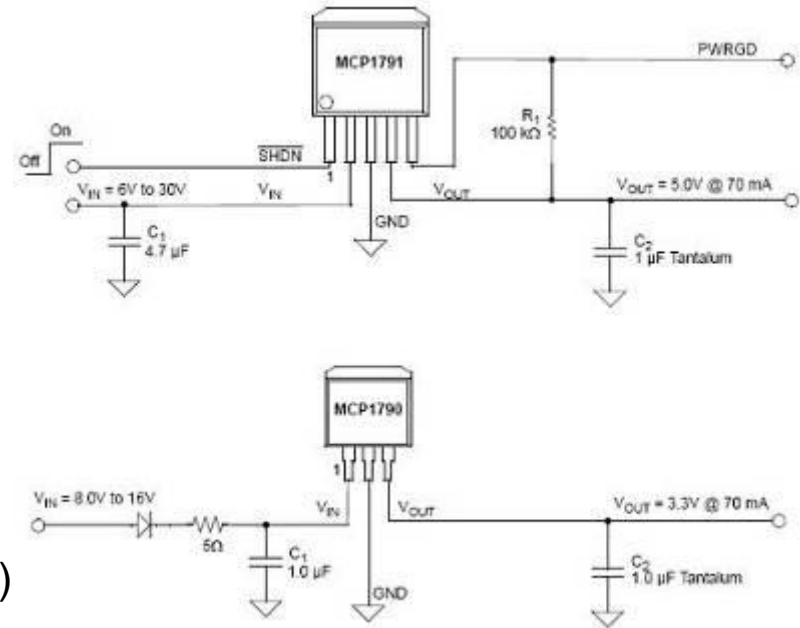 MCP1791
PWRGD
R1
100 kΩ
On
Off
SHDN
1
VIN = 6V to 30V
VIN
VOUT
VOUT = 5.0V @ 70 mA
GND
C1
4.7 µF
C2
1 µF Tantalum
MCP1790
1
VIN = 8.0V to 16V
VIN
VOUT
VOUT = 3.3V @ 70 mA
5Ω
C1
1.0 µF
C2
1.0 µF Tantalum
GND
)